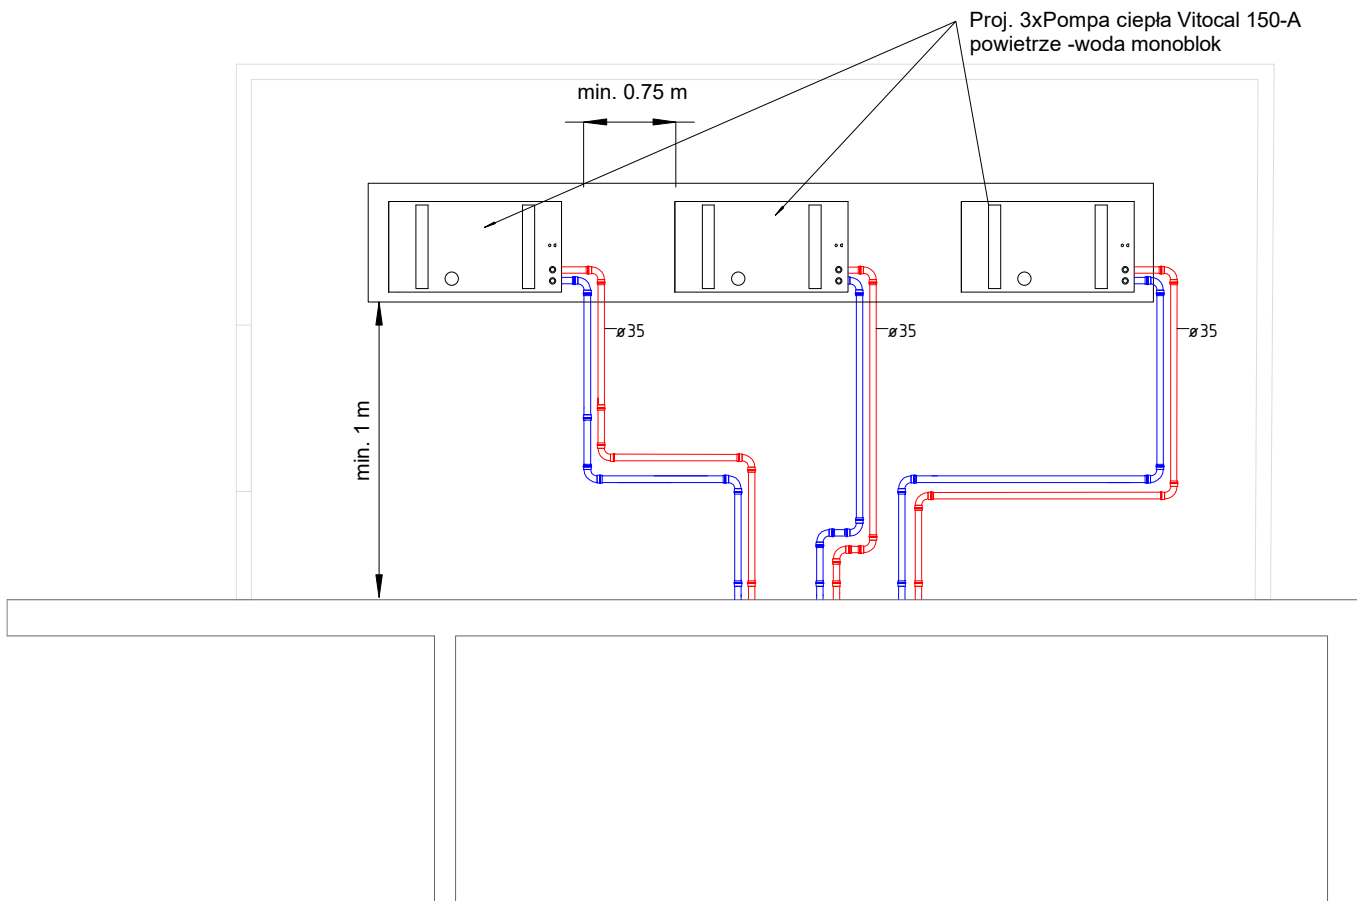 Proj. 3xPompa ciepła Vitocal 150-A
powietrze -woda monoblok
min. 0.75 m
ø35
ø35
ø35
min. 1 m